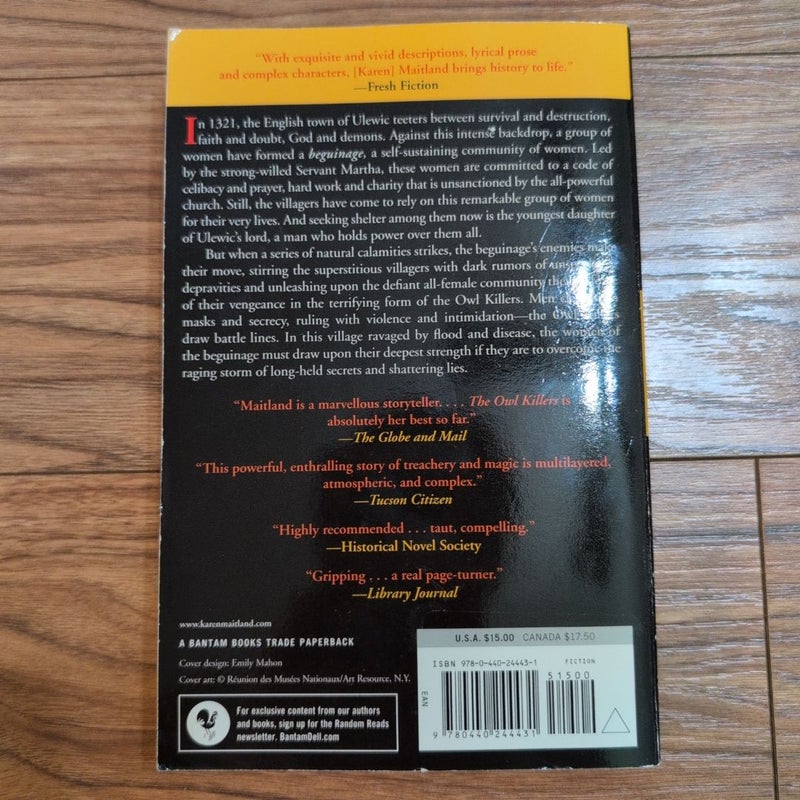 “With exquisite and vivid descriptions, lyrical prose
and complex characters, [Karen] Maitland brings history to life.”
—Fresh Fiction
In 1321, the English town of Ulewic teeters between survival and destruction,
faith and doubt, God and demons. Against this intense backdrop, a group of
women have formed a beguinage, a self-sustaining community of women. Led
by the strong-willed Servant Martha, these women are committed to a code of
celibacy and prayer, hard work and charity that is unsanctioned by the all-powerful
church. Still, the villagers have come to rely on this remarkable group of women
for their very lives. And seeking shelter among them now is the youngest daughter
of Ulewic’s lord, a man who holds power over them all.
But when a series of natural calamities strikes, the beguinage’s enemies make
their move, stirring the superstitious villagers with dark rumors of
depravities and unleashing upon the defiant all-female community the
of their vengeance in the terrifying form of the Owl Killers. Men
masks and secrecy, ruling with violence and intimidation—the Owl
draw battle lines. In this village ravaged by flood and disease, the women of
the beguinage must draw upon their deepest strength if they are to overcome the
raging storm of long-held secrets and shattering lies.
“Maitland is a marvellous storyteller. . . . The Owl Killers is
absolutely her best so far.”
—The Globe and Mail
“This powerful, enthralling story of treachery and magic is multilayered,
atmospheric, and complex.”
—Tucson Citizen
“Highly recommended . . . taut, compelling.”
—Historical Novel Society
“Gripping . . . a real page-turner.”
—Library Journal
www.karenmaitland.com
A BANTAM BOOKS TRADE PAPERBACK
Cover design: Emily Mahon
Cover art: © Réunion des Musées Nationaux/Art Resource, N.Y.
For exclusive content from our authors
and books, sign up for the Random Reads
newsletter. BantamDell.com
U.S.A. $15.00 CANADA $17.50
ISBN 978-0-440-24443-1 FICTION
51500
EAN
9 780440 244431